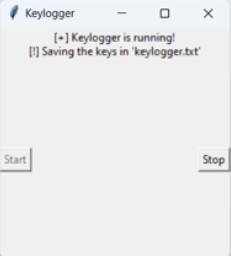 Keylogger
[+] Keylogger is running!
[!] Saving the keys in 'keylogger.txt'
Start
Stop